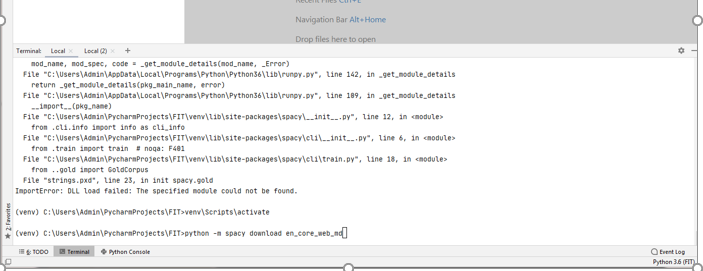 Recent Files Ctrl+E
Navigation Bar Alt+Home
Drop files here to open
Terminal: Local × Local (2) × +
mod_name, mod_spec, code = _get_module_details(mod_name, _Error)
File "C:\Users\Admin\AppData\Local\Programs\Python\Python36\lib\runpy.py", line 142, in _get_module_details
return _get_module_details(pkg_main_name, error)
File "C:\Users\Admin\AppData\Local\Programs\Python\Python36\lib\runpy.py", line 109, in _get_module_details
__import__(pkg_name)
File "C:\Users\Admin\PycharmProjects\FIT\venv\lib\site-packages\spacy\__init__.py", line 12, in <module>
from .cli.info import info as cli_info
File "C:\Users\Admin\PycharmProjects\FIT\venv\lib\site-packages\spacy\cli\__init__.py", line 6, in <module>
from .train import train  # noqa: F401
File "C:\Users\Admin\PycharmProjects\FIT\venv\lib\site-packages\spacy\cli\train.py", line 18, in <module>
from ..gold import GoldCorpus
File "strings.pxd", line 23, in init spacy.gold
ImportError: DLL load failed: The specified module could not be found.
(venv) C:\Users\Admin\PycharmProjects\FIT>venv\Scripts\activate
(venv) C:\Users\Admin\PycharmProjects\FIT>python -m spacy download en_core_web_md
2: Favorites
6: TODO Terminal Python Console Event Log
Python 3.6 (FIT)